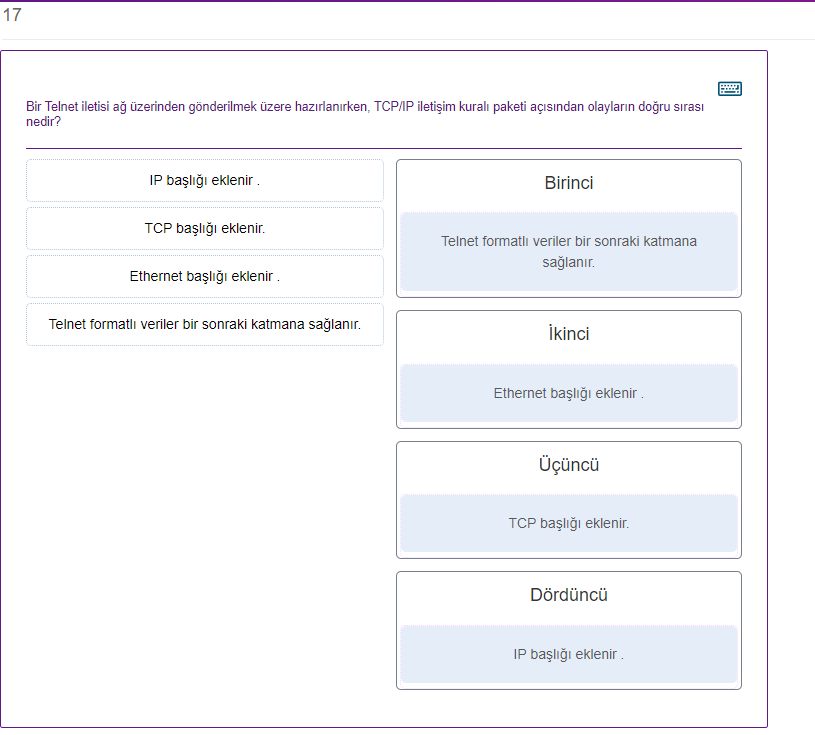 17
Bir Telnet iletisi ağ üzerinden gönderilmek üzere hazırlanırken, TCP/IP iletişim kuralı paketi açısından olayların doğru sırası
nedir?
IP başlığı eklenir .
TCP başlığı eklenir.
Ethernet başlığı eklenir .
Telnet formatlı veriler bir sonraki katmana sağlanır.
Birinci
Telnet formatlı veriler bir sonraki katmana
sağlanır.
İkinci
Ethernet başlığı eklenir .
Üçüncü
TCP başlığı eklenir.
Dördüncü
IP başlığı eklenir .